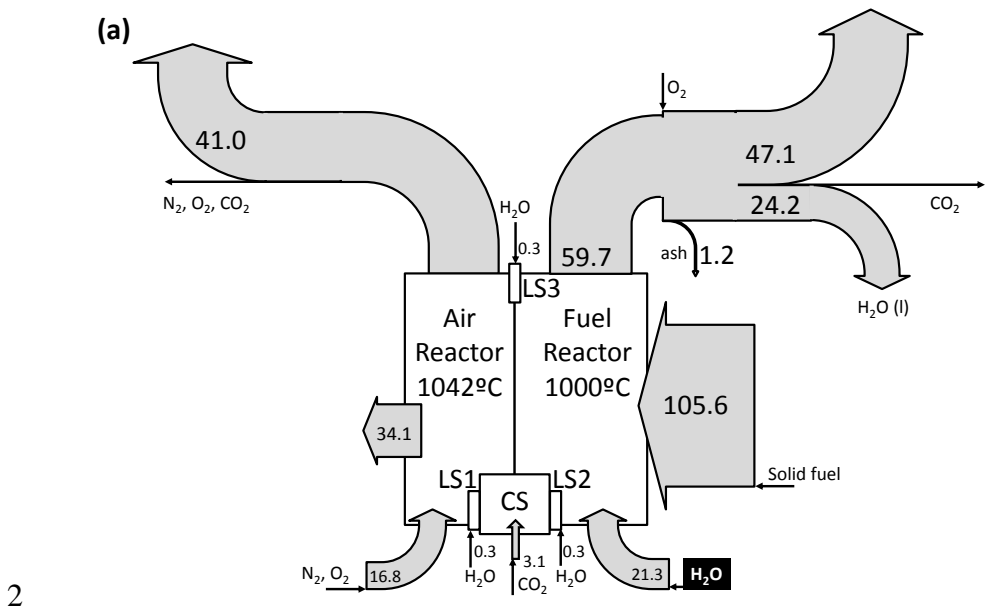 (a)
O₂
41.0
47.1
N₂, O₂, CO₂
H₂O
24.2
CO₂
0.3
59.7
ash
1.2
LS3
H₂O (l)
Air
Reactor
1042ºC
Fuel
Reactor
1000ºC
105.6
34.1
LS1
LS2
Solid fuel
CS
0.3
3.1
0.3
N₂, O₂
16.8
H₂O
CO₂
H₂O
21.3
H₂O
2